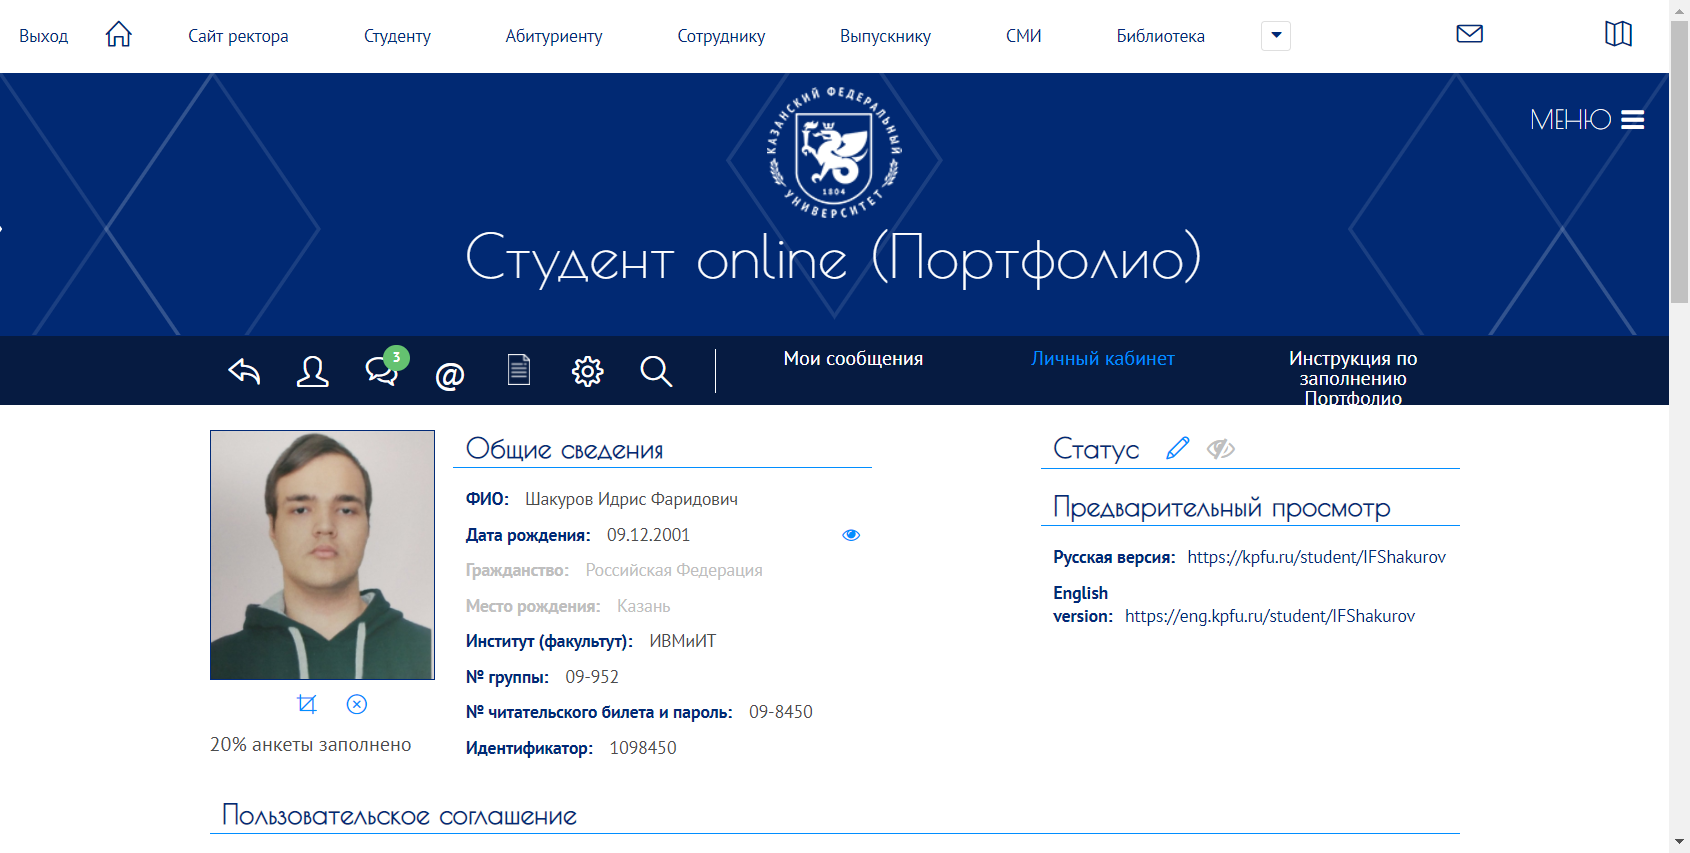 Выход
Сайт ректора
Студенту
Абитуриенту
Сотруднику
Выпускнику
СМИ
Библиотека
КАЗАНСКИЙ ФЕДЕРАЛЬНЫЙ
1804
УНИВЕРСИТЕТ
МЕНЮ
Студент online (Портфолио)
3
@
Мои сообщения
Личный кабинет
Инструкция по
заполнению
Портфолио
Общие сведения
ФИО: Шакуров Идрис Фаридович
Дата рождения: 09.12.2001
Гражданство: Российская Федерация
Место рождения: Казань
Институт (факультут): ИВМиИТ
№ группы: 09-952
№ читательского билета и пароль: 09-8450
Идентификатор: 1098450
20% анкеты заполнено
Статус
Предварительный просмотр
Русская версия: https://kpfu.ru/student/IFShakurov
English
version: https://eng.kpfu.ru/student/IFShakurov
Пользовательское соглашение